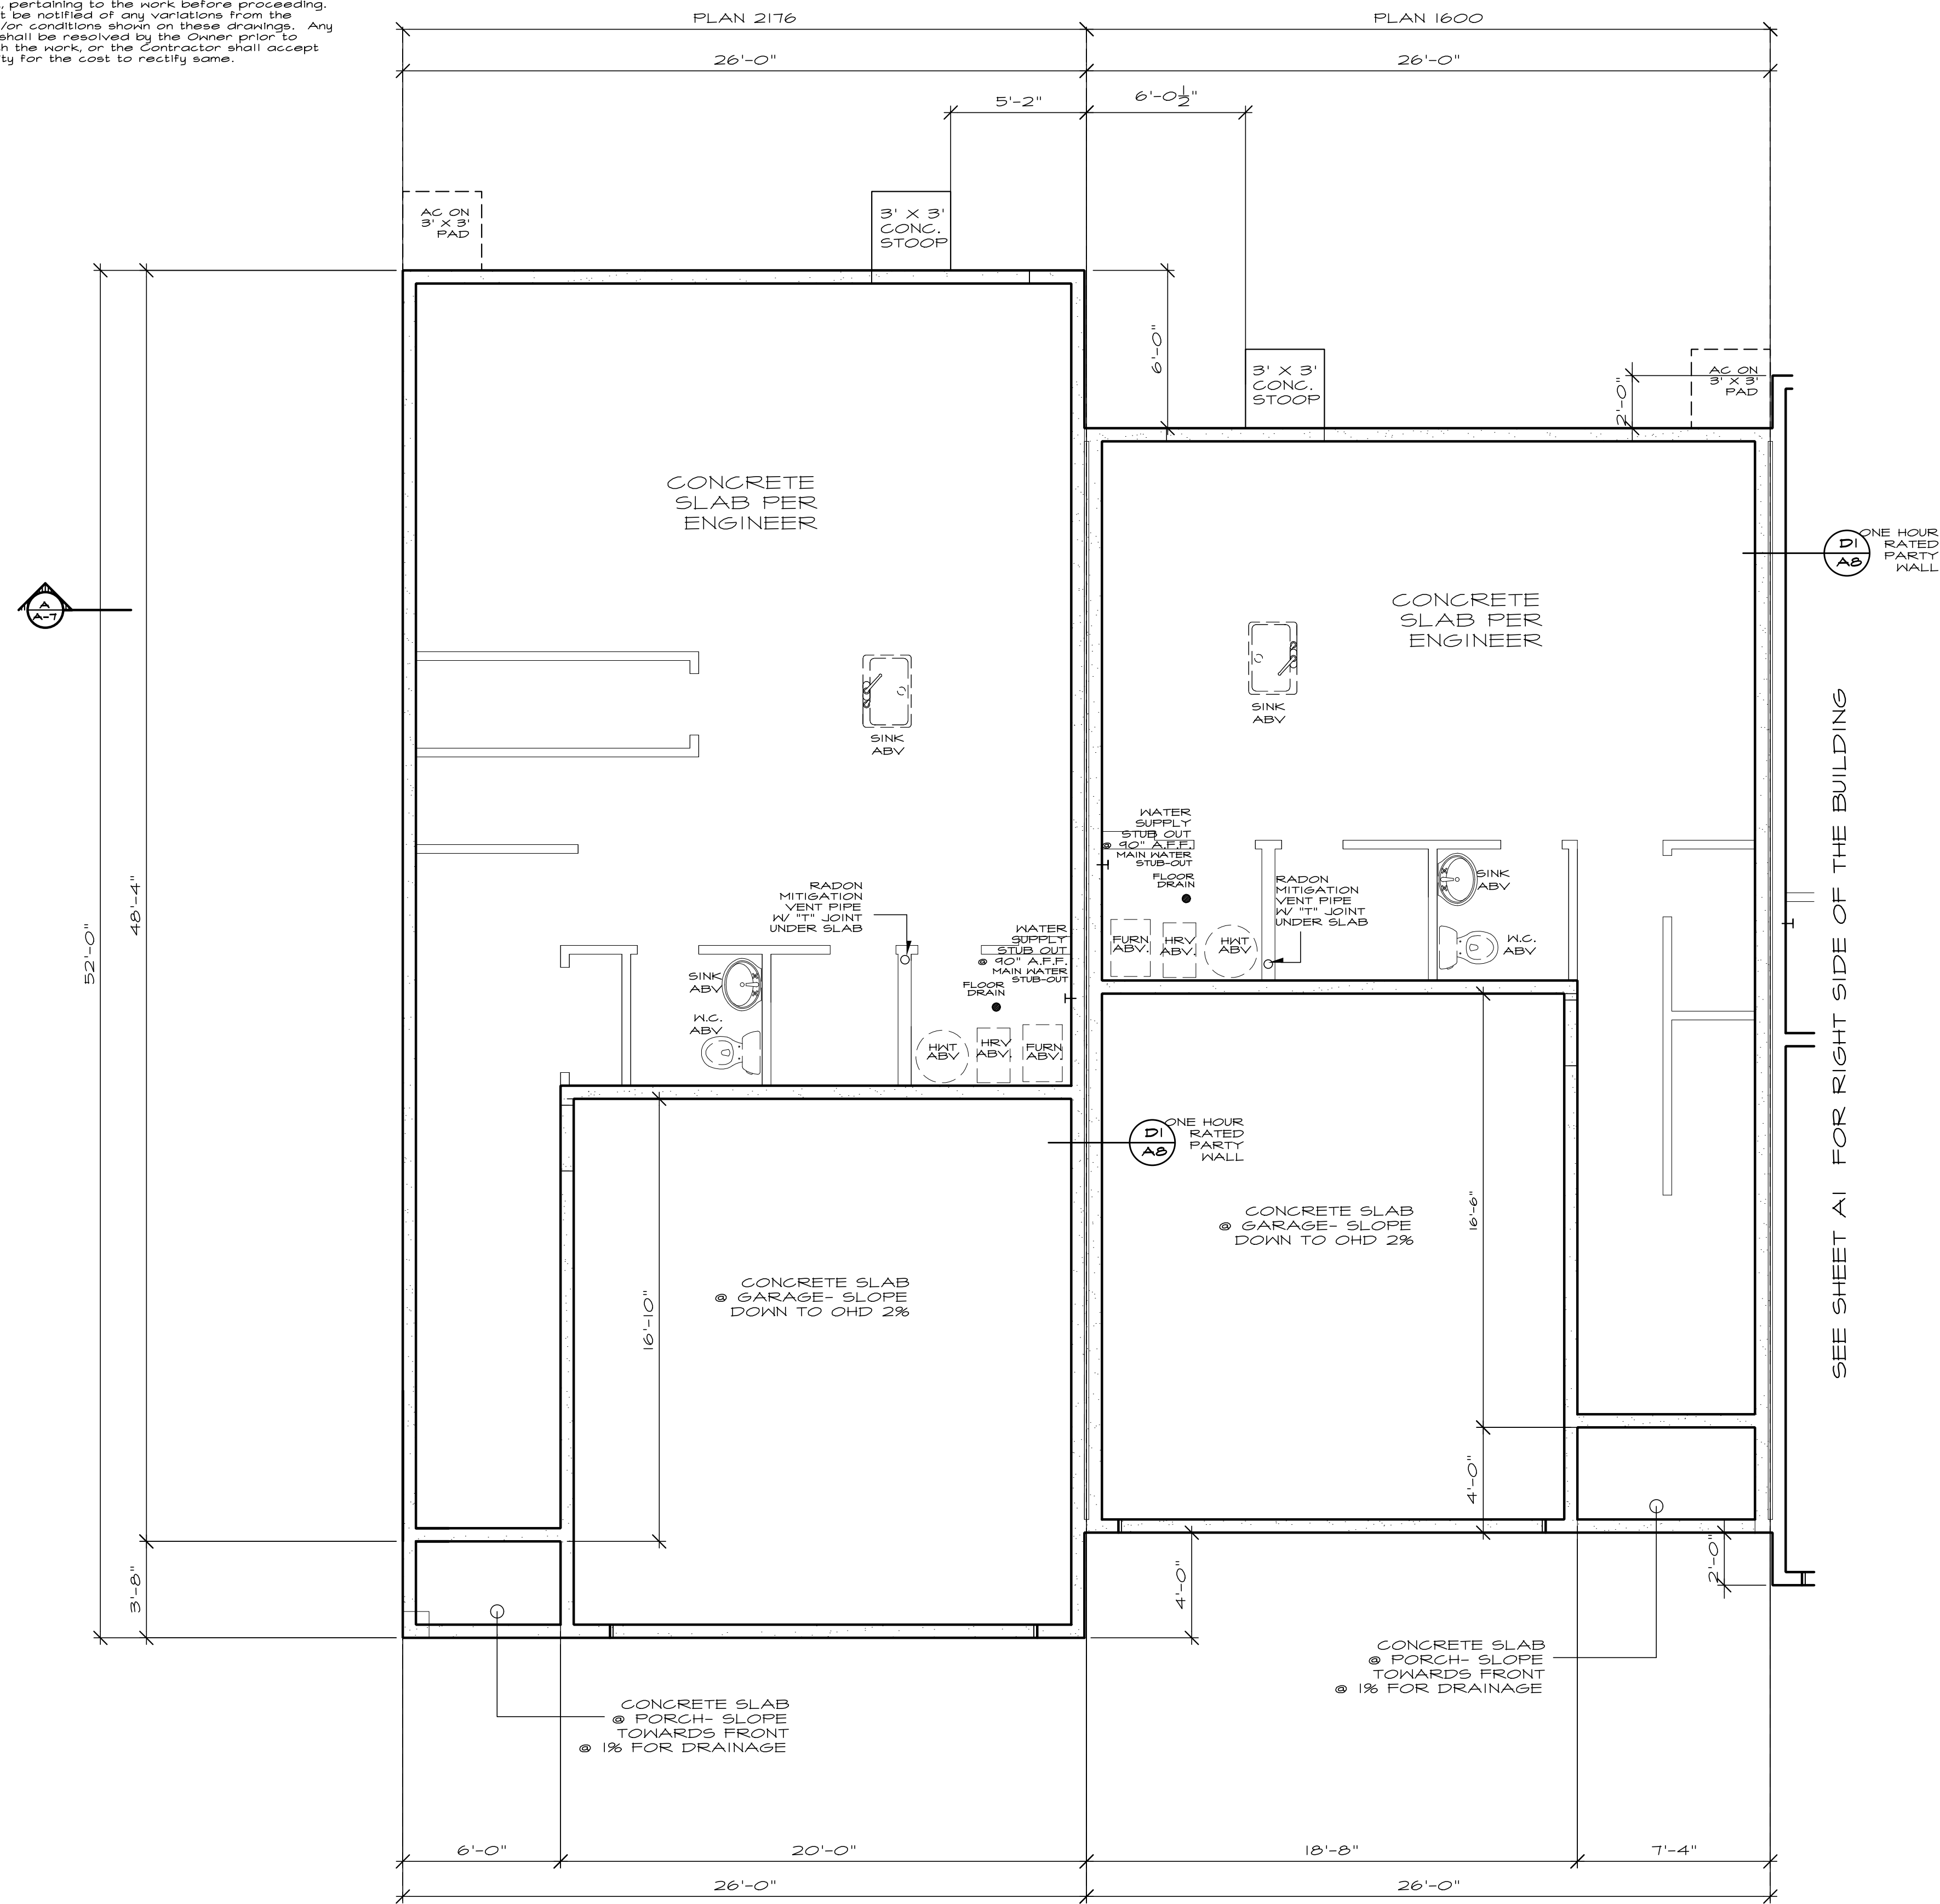 , pertaining to the work before proceeding.
t be notified of any variations from the
/or conditions shown on these drawings. Any
shall be resolved by the Owner prior to
h the work, or the Contractor shall accept
ty for the cost to rectify same.
PLAN 2176
PLAN 1600
26'-0"
26'-0"
5'-2"
6'-0 1/2"
AC ON
3' X 3'
PAD
3' X 3'
CONC.
STOOP
6'-0"
3' X 3'
CONC.
STOOP
2'-0"
AC ON
3' X 3'
PAD
CONCRETE
SLAB PER
ENGINEER
D1
A8
ONE HOUR
RATED
PARTY
WALL
A
A-7
CONCRETE
SLAB PER
ENGINEER
SINK
ABV
SINK
ABV
52'-0"
48'-4"
WATER
SUPPLY
STUB OUT
@ 90" A.F.F.
MAIN WATER
STUB-OUT
FLOOR
DRAIN
RADON
MITIGATION
VENT PIPE
W/ "T" JOINT
UNDER SLAB
SINK
ABV
W.C.
ABV
FURN
ABV.
HRV
ABV.
HWT
ABV
RADON
MITIGATION
VENT PIPE
W/ "T" JOINT
UNDER SLAB
WATER
SUPPLY
STUB OUT
@ 90" A.F.F.
MAIN WATER
STUB-OUT
FLOOR
DRAIN
SINK
ABV
W.C.
ABV
HWT
ABV
HRV
ABV.
FURN
ABV.
SEE SHEET A1 FOR RIGHT SIDE OF THE BUILDING
D1
A8
ONE HOUR
RATED
PARTY
WALL
16'-10"
CONCRETE SLAB
@ GARAGE- SLOPE
DOWN TO OHD 2%
CONCRETE SLAB
@ GARAGE- SLOPE
DOWN TO OHD 2%
16'-6"
4'-0"
3'-8"
4'-0"
2'-0"
CONCRETE SLAB
@ PORCH- SLOPE
TOWARDS FRONT
@ 1% FOR DRAINAGE
CONCRETE SLAB
@ PORCH- SLOPE
TOWARDS FRONT
@ 1% FOR DRAINAGE
6'-0"
20'-0"
18'-8"
7'-4"
26'-0"
26'-0"